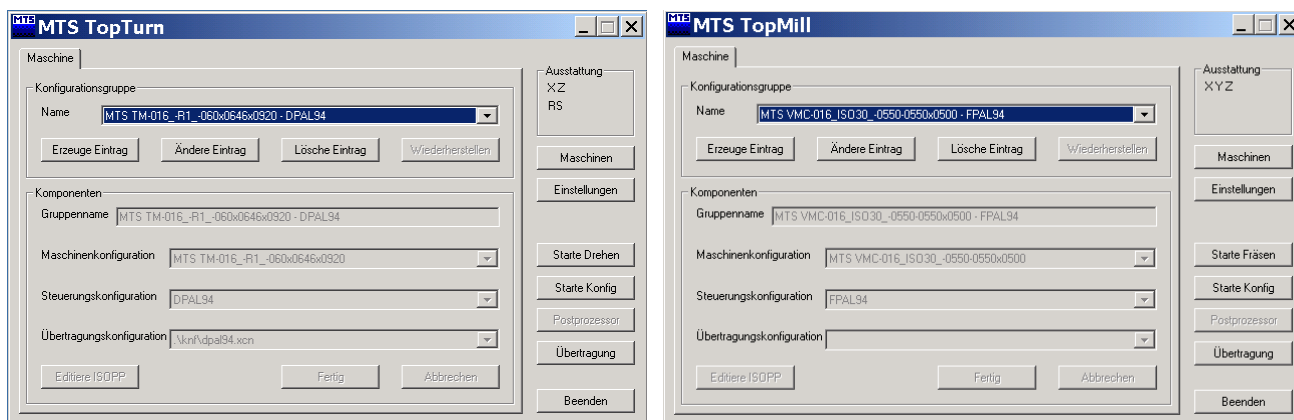 MTS MTS TopTurn
Maschine
Konfigurationsgruppe
Name MTS TM-016_-R1_-060x0646x0920 - DPAL94
Erzeuge Eintrag Ändere Eintrag Lösche Eintrag Wiederherstellen
Komponenten
Gruppenname MTS TM-016_-R1_-060x0646x0920 - DPAL94
Maschinenkonfiguration MTS TM-016_-R1_-060x0646x0920
Steuerungskonfiguration DPAL94
Übertragungskonfiguration .\knf\dpal94.xcn
Editiere ISOPP Fertig Abbrechen
Ausstattung
XZ
RS
Maschinen
Einstellungen
Starte Drehen
Starte Konfig
Postprozessor
Übertragung
Beenden
MTS MTS TopMill
Maschine
Konfigurationsgruppe
Name MTS VMC-016_ISO30_-0550-0550x0500 - FPAL94
Erzeuge Eintrag Ändere Eintrag Lösche Eintrag Wiederherstellen
Komponenten
Gruppenname MTS VMC-016_ISO30_-0550-0550x0500 - FPAL94
Maschinenkonfiguration MTS VMC-016_ISO30_-0550-0550x0500
Steuerungskonfiguration FPAL94
Übertragungskonfiguration
Editiere ISOPP Fertig Abbrechen
Ausstattung
XYZ
Maschinen
Einstellungen
Starte Fräsen
Starte Konfig
Postprozessor
Übertragung
Beenden